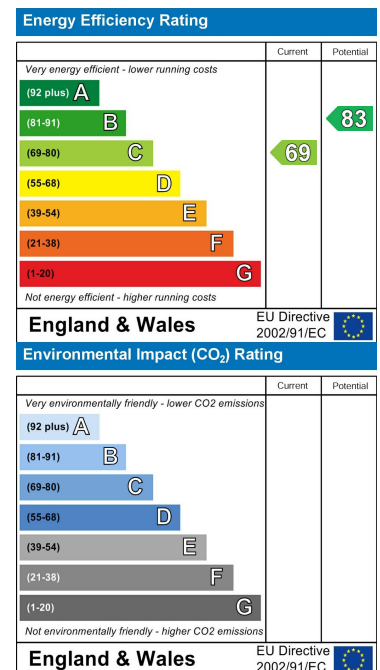 Energy Efficiency Rating
Current Potential
Very energy efficient - lower running costs
(92 plus) A
(81-91) B 83
(69-80) C 69
(55-68) D
(39-54) E
(21-38) F
(1-20) G
Not energy efficient - higher running costs
England & Wales EU Directive
2002/91/EC
Environmental Impact (CO₂) Rating
Current Potential
Very environmentally friendly - lower CO2 emissions
(92 plus) A
(81-91) B
(69-80) C
(55-68) D
(39-54) E
(21-38) F
(1-20) G
Not environmentally friendly - higher CO2 emissions
England & Wales EU Directive
2002/91/EC